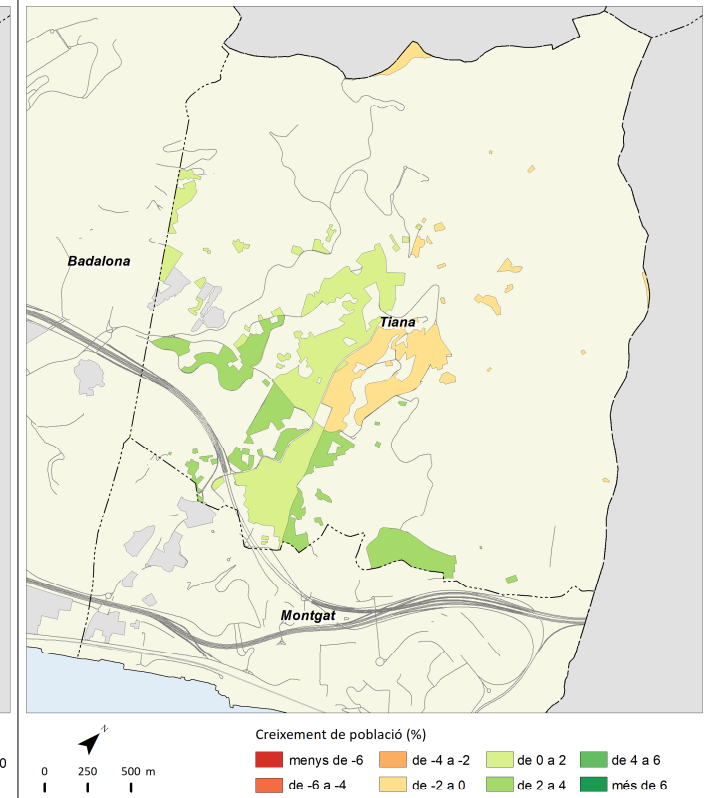 Badalona
Tiana
Montgat
N
0
0 250 500 m
Creixement de població (%)
menys de -6
de -4 a -2
de 0 a 2
de 4 a 6
de -6 a -4
de -2 a 0
de 2 a 4
més de 6